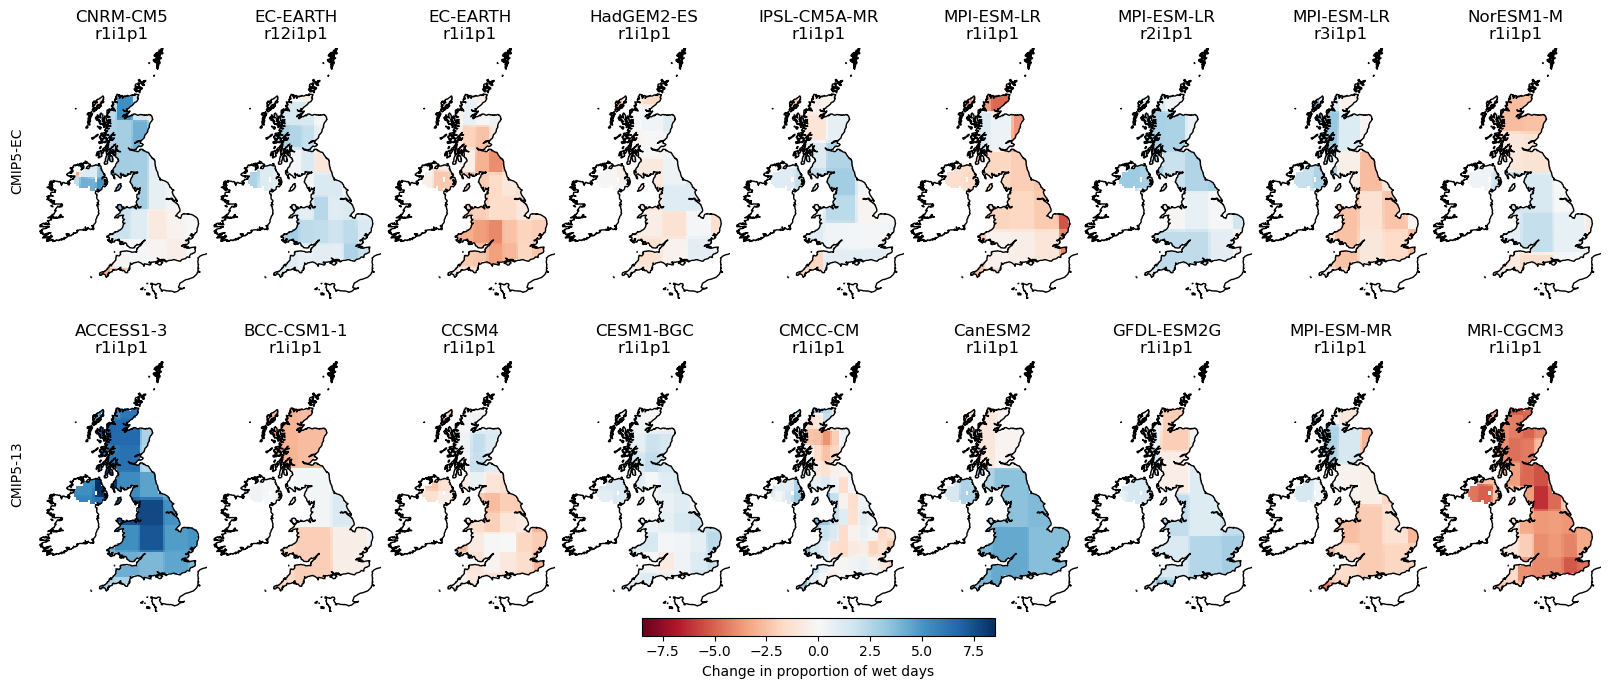 CNRM-CM5
r1i1p1
EC-EARTH
r12i1p1
EC-EARTH
r1i1p1
HadGEM2-ES
r1i1p1
IPSL-CM5A-MR
r1i1p1
MPI-ESM-LR
r1i1p1
MPI-ESM-LR
r2i1p1
MPI-ESM-LR
r3i1p1
NorESM1-M
r1i1p1
CMIP5-EC
ACCESS1-3
r1i1p1
BCC-CSM1-1
r1i1p1
CCSM4
r1i1p1
CESM1-BGC
r1i1p1
CMCC-CM
r1i1p1
CanESM2
r1i1p1
GFDL-ESM2G
r1i1p1
MPI-ESM-MR
r1i1p1
MRI-CGCM3
r1i1p1
CMIP5-13
−7.5 −5.0 −2.5 0.0 2.5 5.0 7.5
Change in proportion of wet days